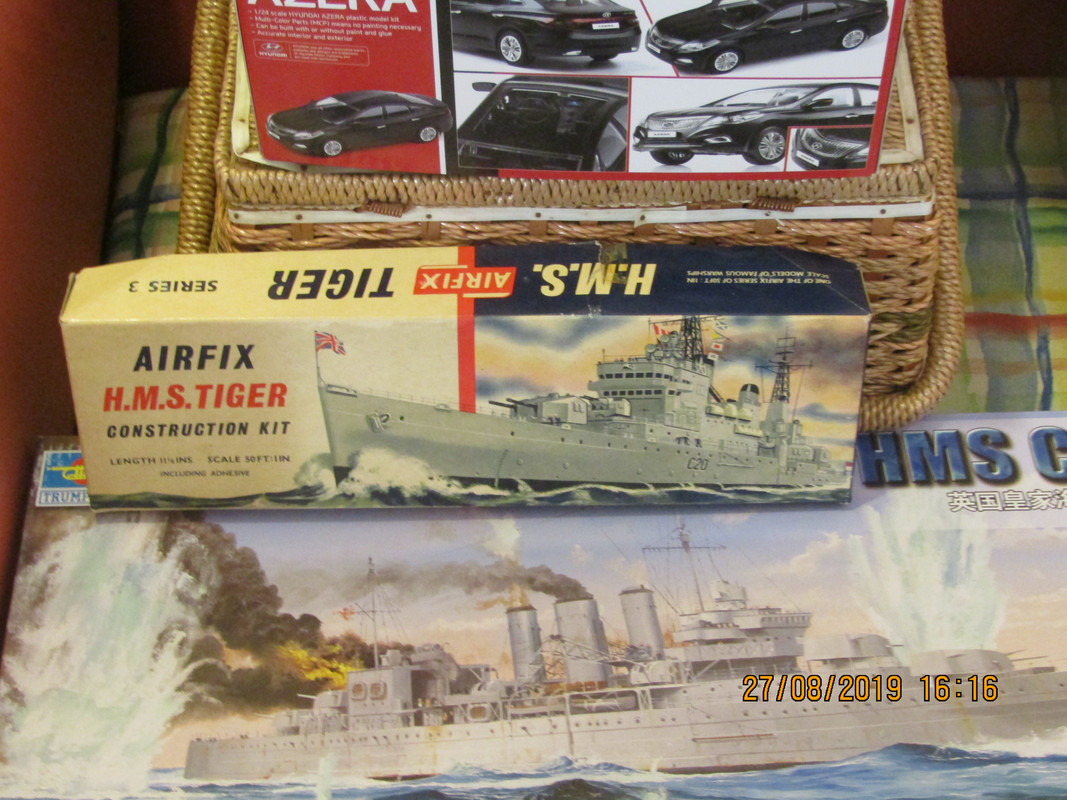 AZERA
- 1/24 scale HYUNDAI AZERA plastic model kit
- Multi-Color Parts (MCP) means no painting necessary
- Can be built with or without paint and glue
- Accurate interior and exterior
HYUNDAI
ONE OF THE AIRFIX SERIES OF 50FT : 1IN
SCALE MODELS OF FAMOUS WARSHIPS
H.M.S.
AIRFIX
TIGER
SERIES 3
AIRFIX
H.M.S.TIGER
CONSTRUCTION KIT
LENGTH 11¼INS. SCALE 50FT:1IN
INCLUDING ADHESIVE
C20
TRUMP
HMS C
英国皇家海
27/08/2019 16:16